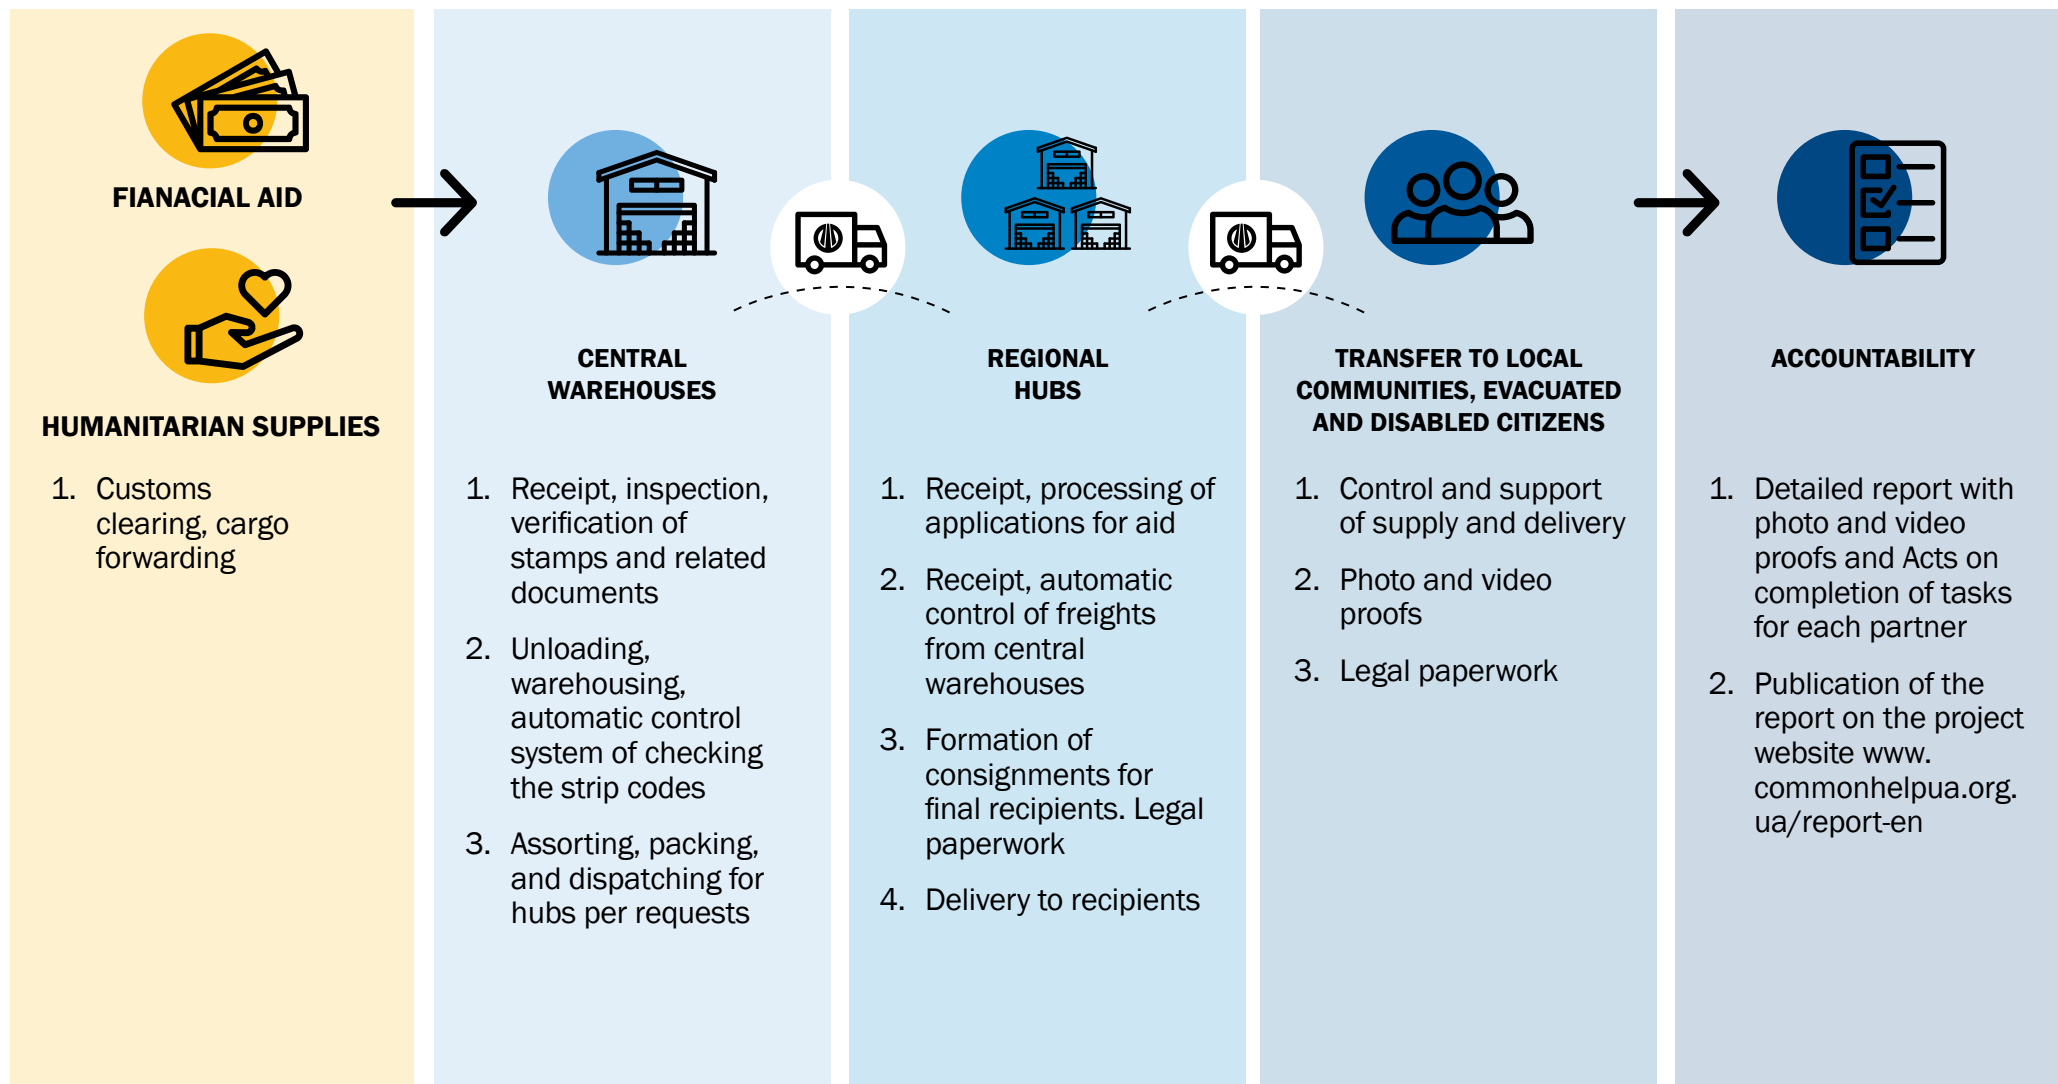 FIANACIAL AID
HUMANITARIAN SUPPLIES
1. Customs
clearing, cargo
forwarding
CENTRAL
WAREHOUSES
1. Receipt, inspection,
verification of
stamps and related
documents
2. Unloading,
warehousing,
automatic control
system of checking
the strip codes
3. Assorting, packing,
and dispatching for
hubs per requests
REGIONAL
HUBS
1. Receipt, processing of
applications for aid
2. Receipt, automatic
control of freights
from central
warehouses
3. Formation of
consignments for
final recipients. Legal
paperwork
4. Delivery to recipients
TRANSFER TO LOCAL
COMMUNITIES, EVACUATED
AND DISABLED CITIZENS
1. Control and support
of supply and delivery
2. Photo and video
proofs
3. Legal paperwork
ACCOUNTABILITY
1. Detailed report with
photo and video
proofs and Acts on
completion of tasks
for each partner
2. Publication of the
report on the project
website www.
commonhelpua.org.
ua/report-en